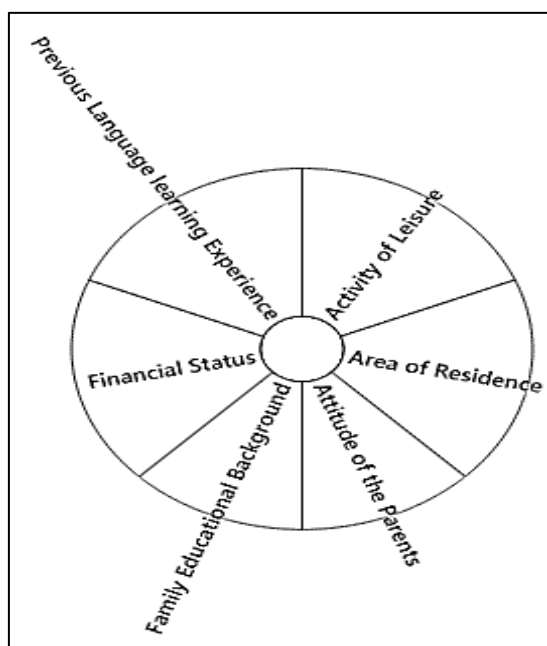 Previous Language learning Experience
Activity of Leisure
Financial Status
Area of Residence
Family Educational Background
Attitude of the Parents